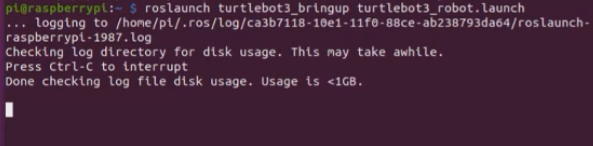 pi@raspberrypi:~ $ roslaunch turtlebot3_bringup turtlebot3_robot.launch
... logging to /home/pi/.ros/log/ca3b7118-10e1-11f0-88ce-ab238793da64/roslaunch-
raspberrypi-1987.log
Checking log directory for disk usage. This may take awhile.
Press Ctrl-C to interrupt
Done checking log file disk usage. Usage is <1GB.